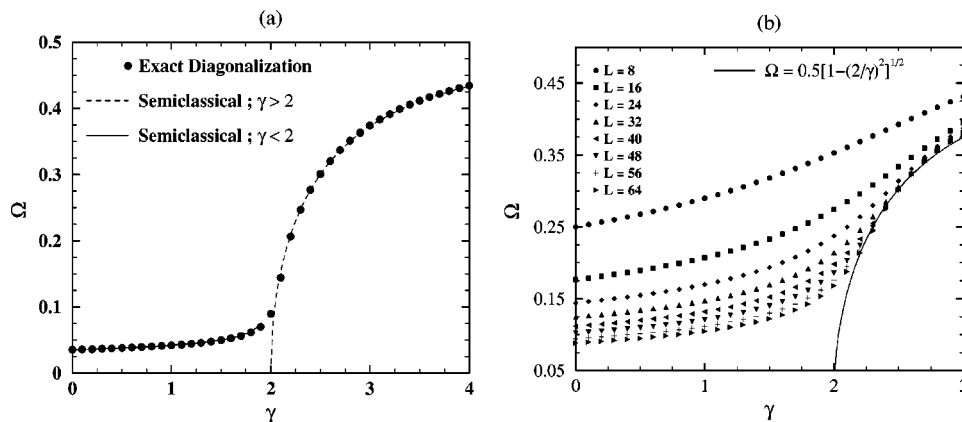 (a)
0.5
0.4
0.3
0.2
0.1
0
Ω
Exact Diagonalization
Semiclassical ; γ > 2
Semiclassical ; γ < 2
0 1 2 3 4
γ
(b)
0.45
0.35
0.25
0.15
0.05
Ω
L = 8
L = 16
L = 24
L = 32
L = 40
L = 48
L = 56
L = 64
Ω = 0.5[1−(2/γ)²]^{1/2}
0 1 2 3
γ